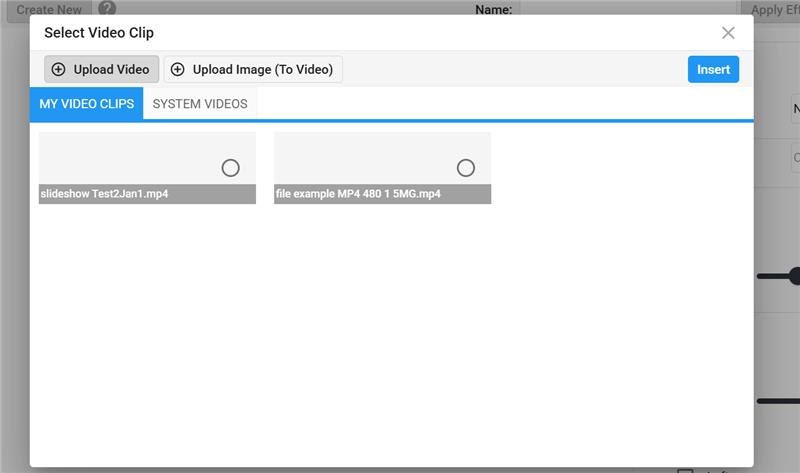 Create New
Name:
Apply Eff
Select Video Clip
Upload Video
Upload Image (To Video)
Insert
MY VIDEO CLIPS
SYSTEM VIDEOS
slideshow Test2Jan1.mp4
file example MP4 480 1 5MG.mp4